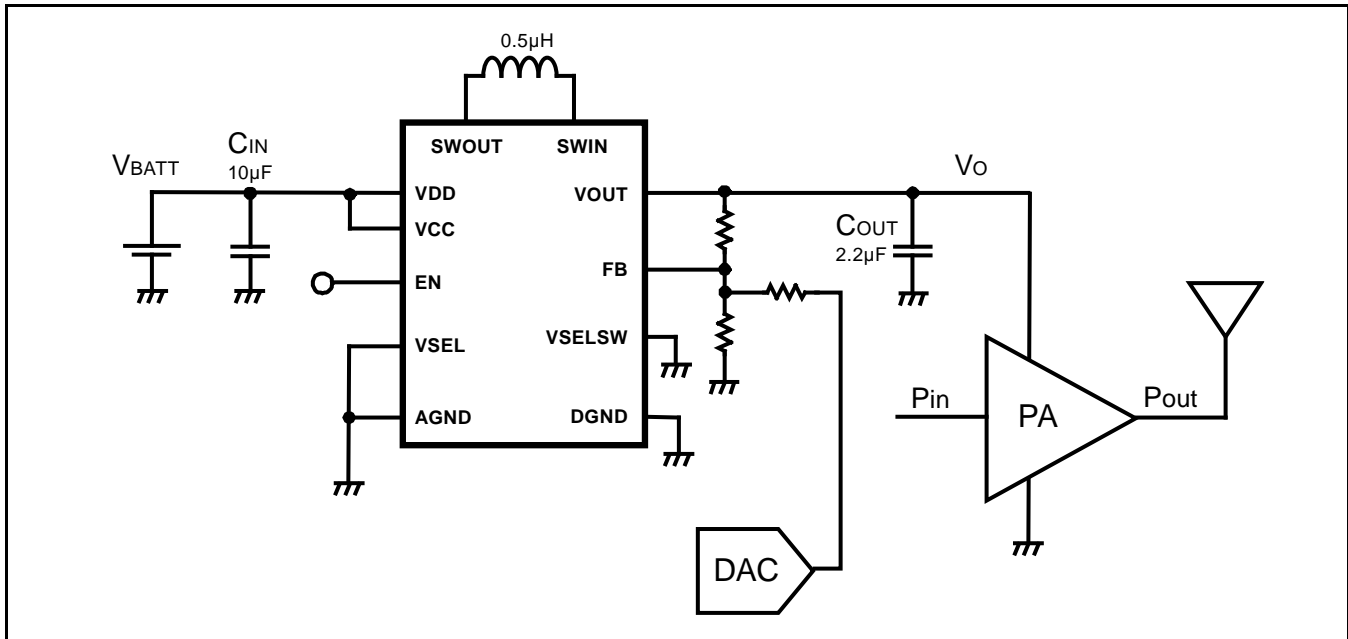 0.5µH
SWOUT SWIN
CIN
10µF
VBATT
VDD
VCC
EN
VSEL
AGND
VOUT
FB
VSELSW
DGND
VO
COUT
2.2µF
Pin
PA
Pout
DAC